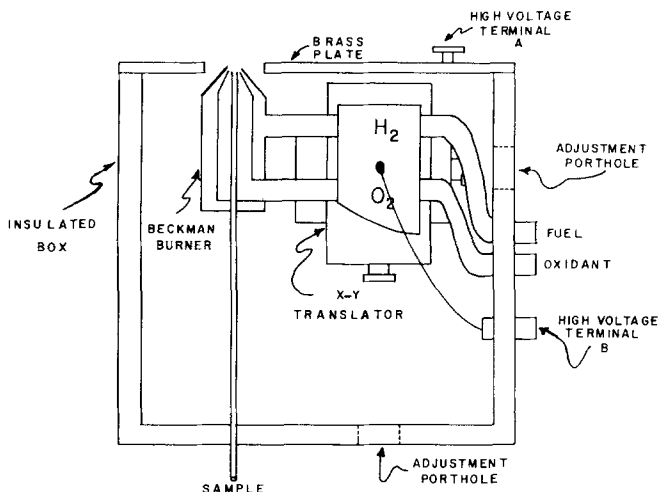 HIGH VOLTAGE
TERMINAL
A
BRASS
PLATE
H2
O2
ADJUSTMENT
PORTHOLE
INSULATED
BOX
BECKMAN
BURNER
FUEL
OXIDANT
X-Y
TRANSLATOR
HIGH VOLTAGE
TERMINAL
B
ADJUSTMENT
PORTHOLE
SAMPLE